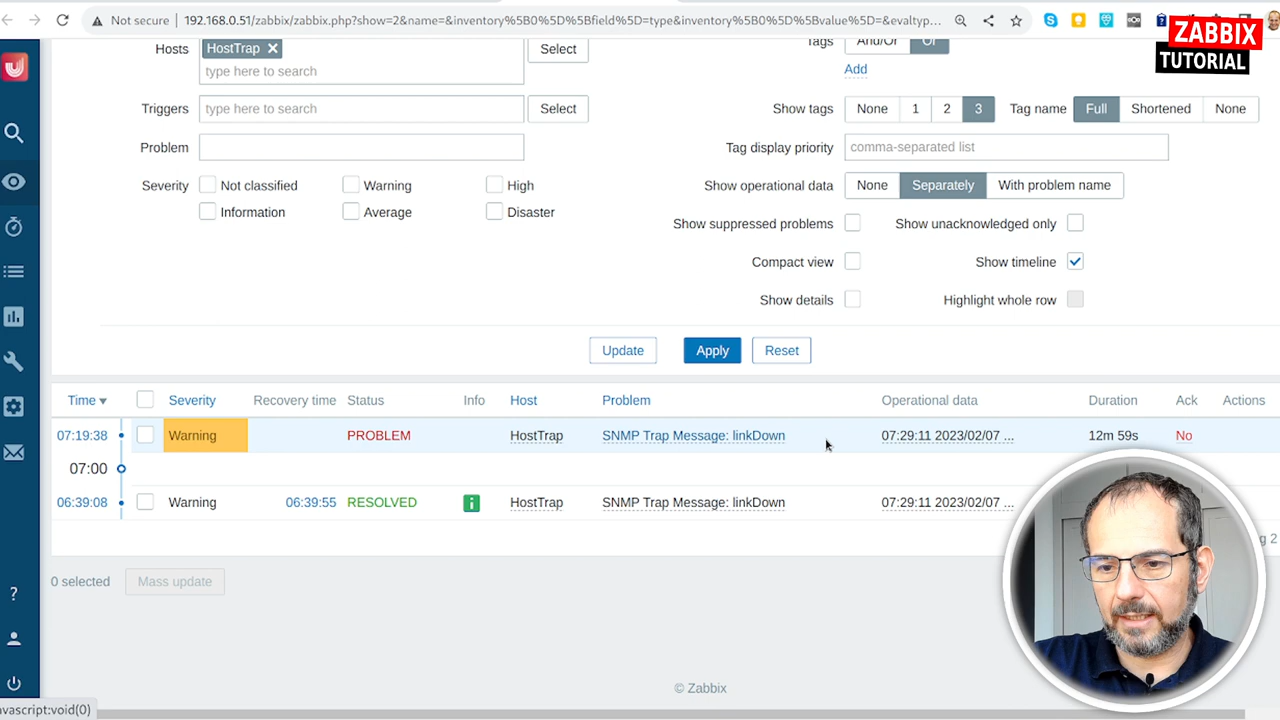 Not secure
192.168.0.51/zabbix/zabbix.php?show=2&name=&inventory%5B0%5D%5Bfield%5D=type&inventory%5B0%5D%5Bvalue%5D=&evaltyp...
ZABBIX
TUTORIAL
Hosts
HostTrap
Select
type here to search
Tags
And/Or
Or
Add
Triggers
type here to search
Select
Show tags
None 1 2 3
Tag name
Full Shortened None
Problem
Tag display priority
comma-separated list
Severity
Not classified Warning High
Information Average Disaster
Show operational data
None Separately With problem name
Show suppressed problems
Show unacknowledged only
Compact view
Show timeline
Show details
Highlight whole row
Update Apply Reset
Time Severity Recovery time Status Info Host Problem Operational data Duration Ack Actions
07:19:38 Warning PROBLEM HostTrap SNMP Trap Message: linkDown 07:29:11 2023/02/07 ... 12m 59s No
07:00
06:39:08 Warning 06:39:55 RESOLVED i HostTrap SNMP Trap Message: linkDown 07:29:11 2023/02/07 ...
0 selected
Mass update
?
© Zabbix
avascript:void(0)